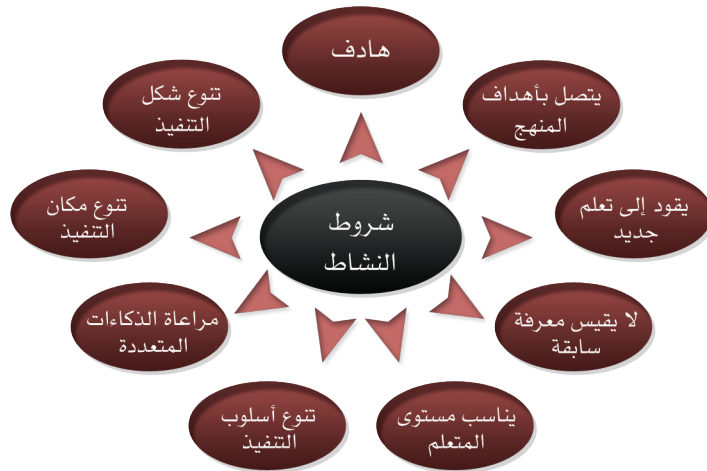 هادف
يتصل بأهداف
المنهج
يقود إلى تعلم
جديد
لا يقيس معرفة
سابقة
يناسب مستوى
المتعلم
تنوع أسلوب
التنفيذ
مراعاة الذكاءات
المتعددة
تنوع مكان
التنفيذ
تنوع شكل
التنفيذ
شروط
النشاط